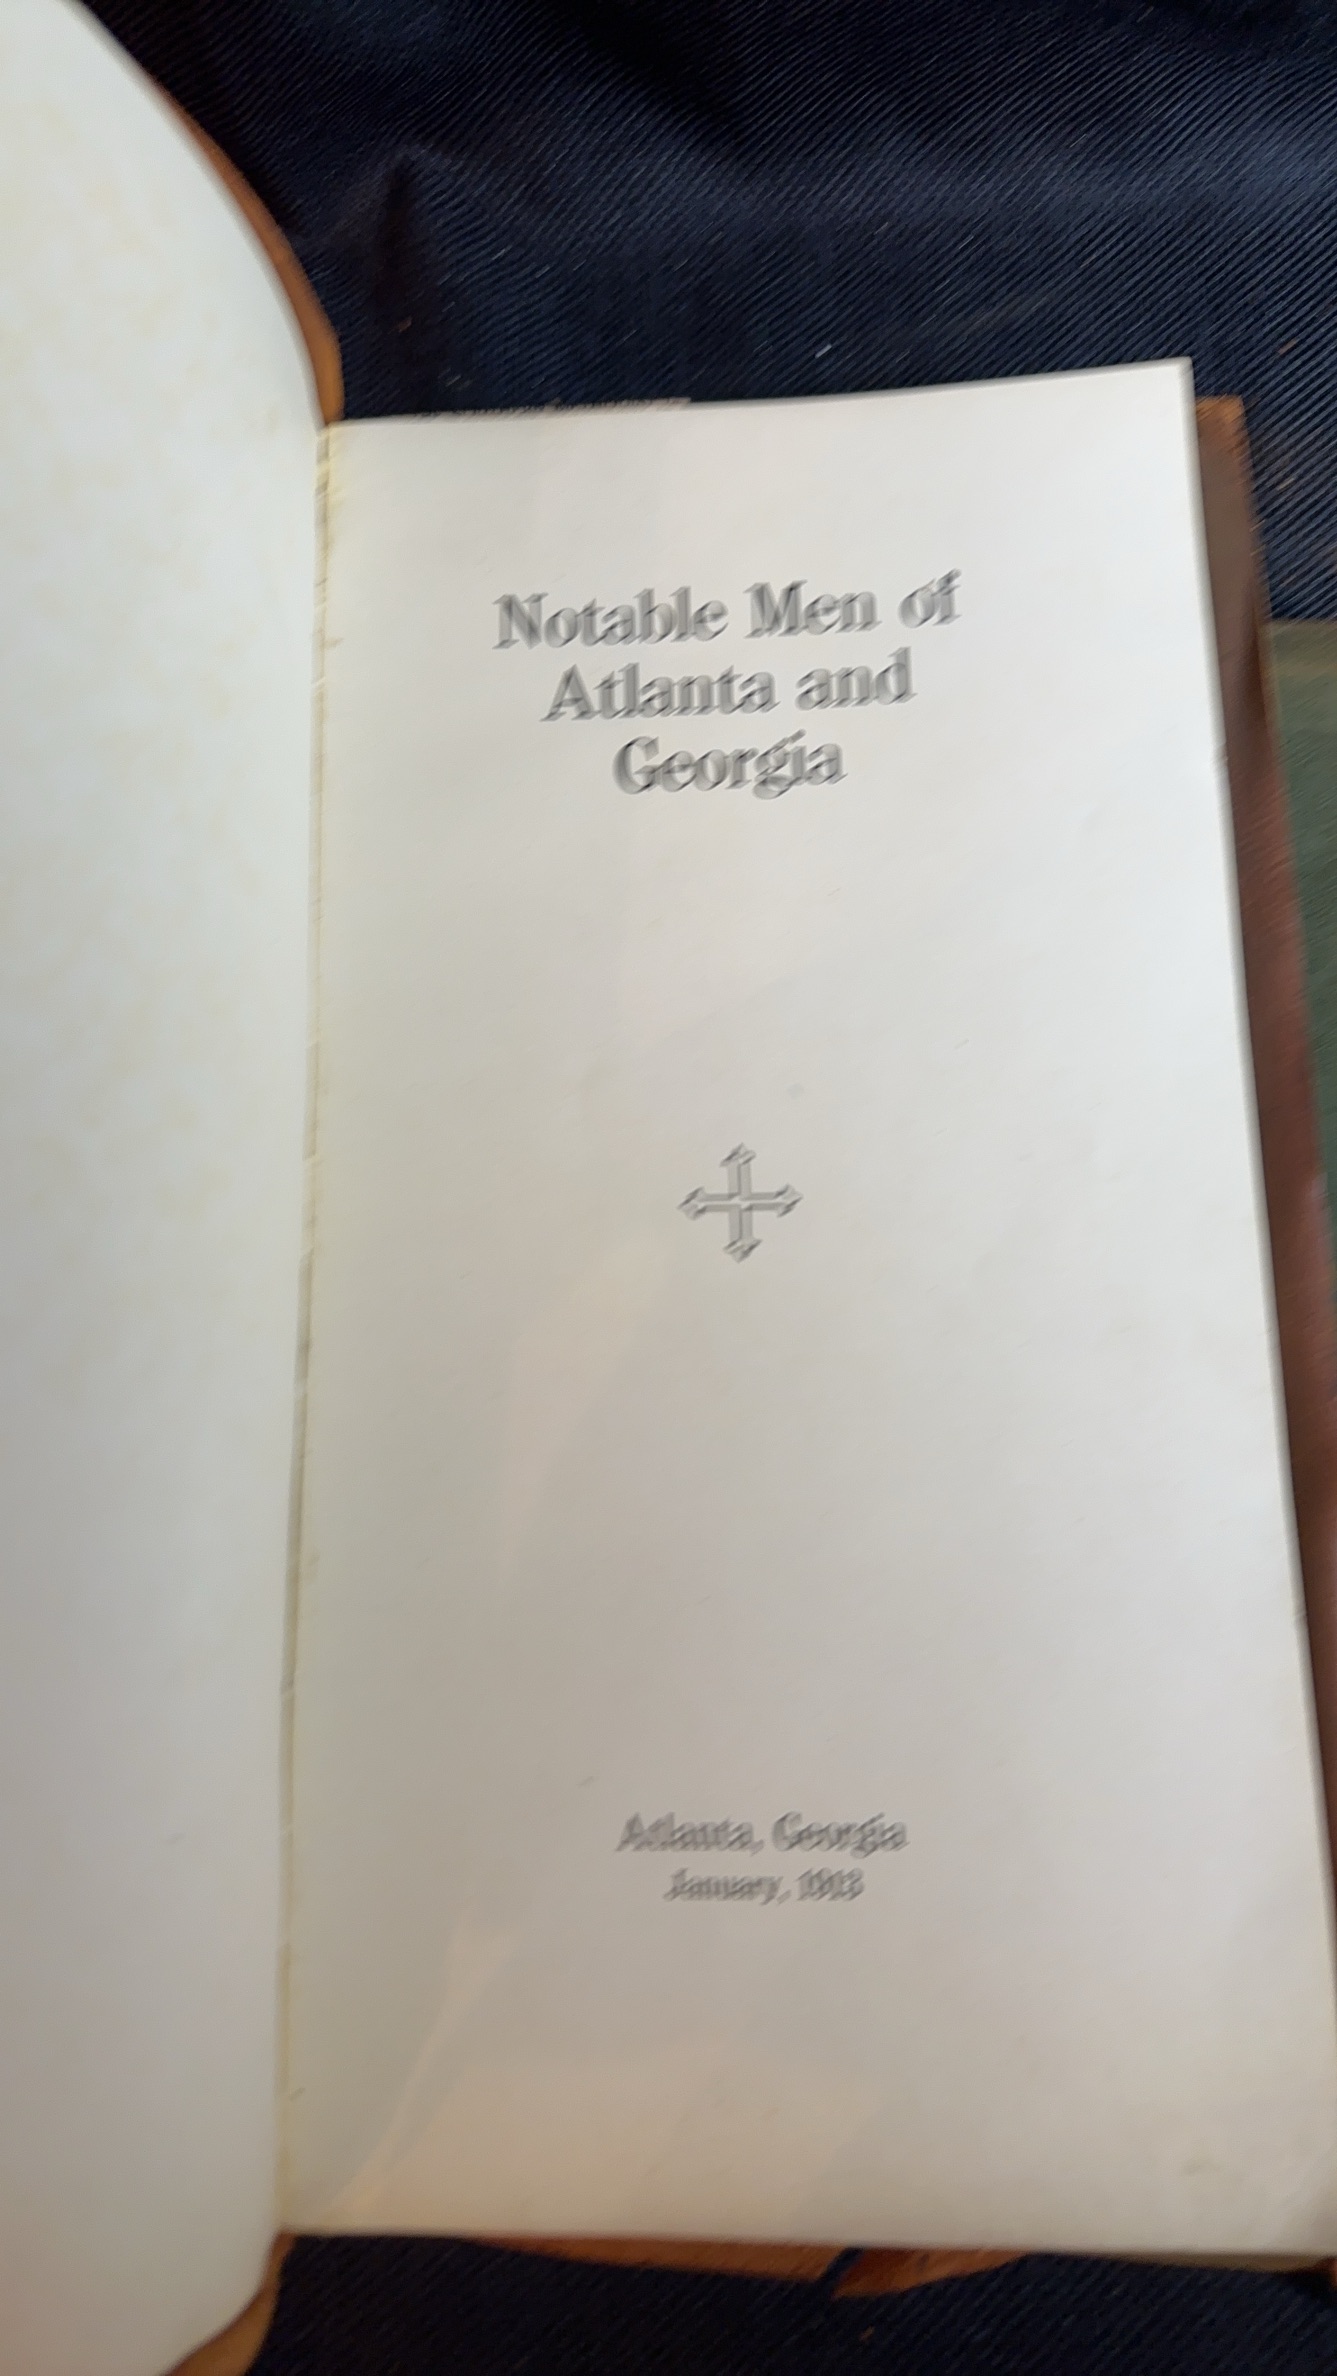 Notable Men of
Atlanta and
Georgia
Atlanta, Georgia
January, 1913